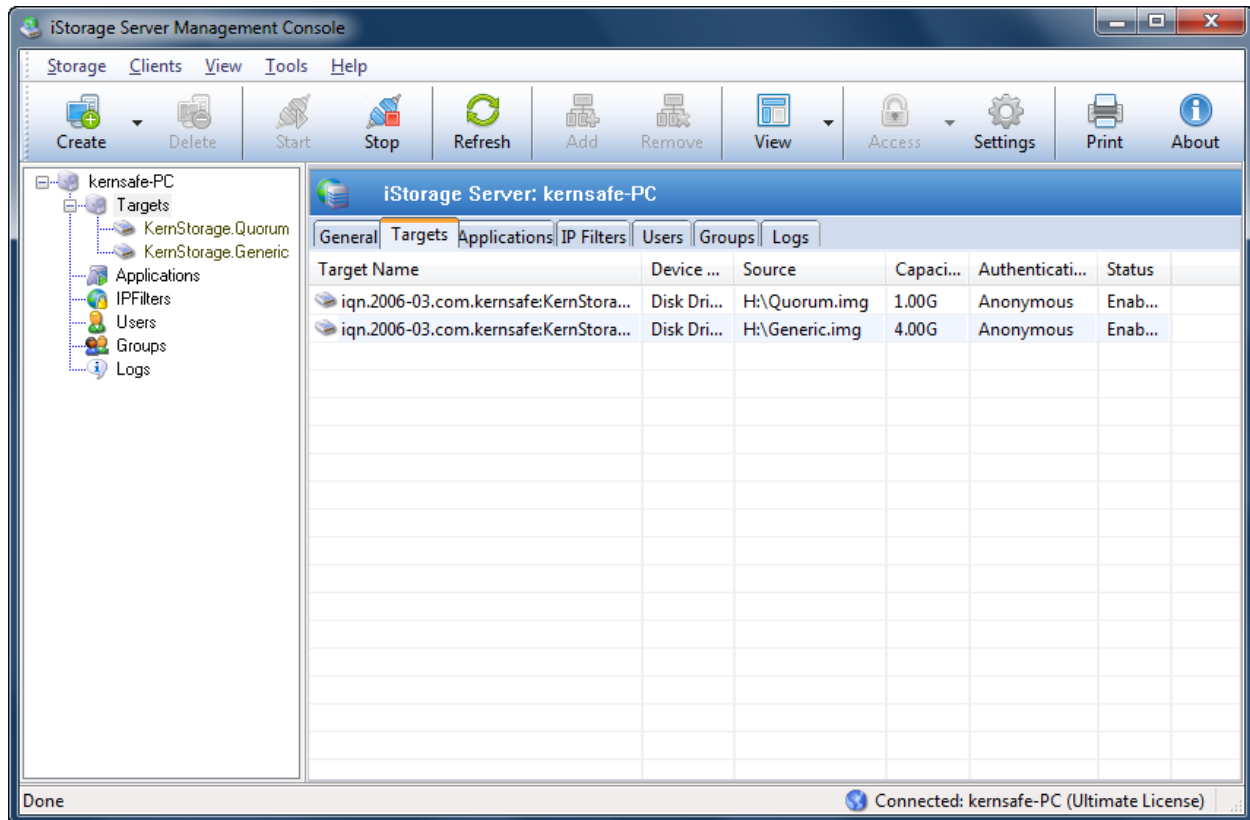 iStorage Server Management Console
Storage Clients View Tools Help
Create Delete Start Stop Refresh Add Remove View Access Settings Print About
kernsafe-PC
Targets
KernStorage.Quorum
KernStorage.Generic
Applications
IPFilters
Users
Groups
Logs
iStorage Server: kernsafe-PC
General Targets Applications IP Filters Users Groups Logs
Target Name Device ... Source Capaci... Authenticati... Status
iqn.2006-03.com.kernsafe:KernStora... Disk Dri... H:\Quorum.img 1.00G Anonymous Enab...
iqn.2006-03.com.kernsafe:KernStora... Disk Dri... H:\Generic.img 4.00G Anonymous Enab...
Done Connected: kernsafe-PC (Ultimate License)